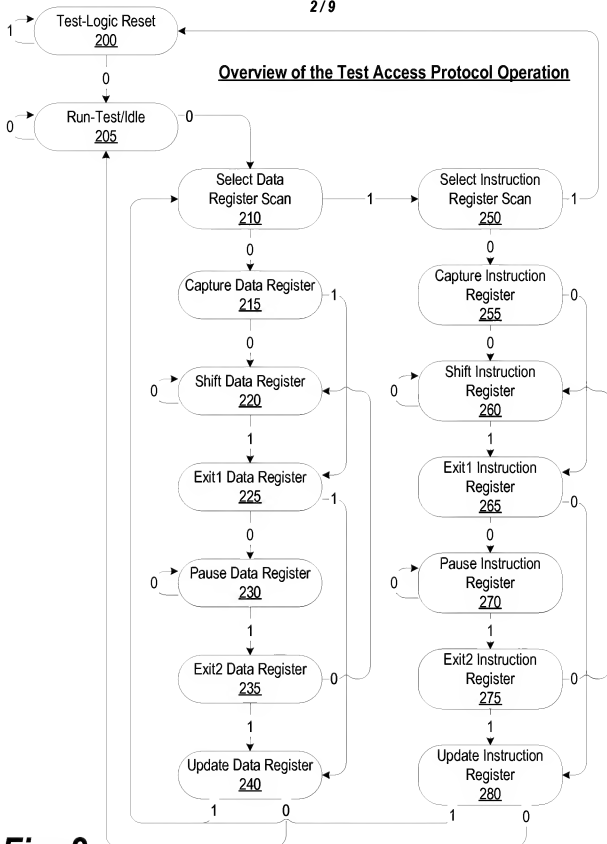 2 / 9
Overview of the Test Access Protocol Operation
Test-Logic Reset
200
1
0
Run-Test/Idle
205
0
0
Select Data
Register Scan
210
1
0
Select Instruction
Register Scan
250
1
0
Capture Data Register
215
1
0
Capture Instruction
Register
255
0
0
Shift Data Register
220
0
1
Shift Instruction
Register
260
0
1
Exit1 Data Register
225
1
0
Exit1 Instruction
Register
265
0
0
Pause Data Register
230
0
1
Pause Instruction
Register
270
0
1
Exit2 Data Register
235
0
1
Exit2 Instruction
Register
275
0
1
Update Data Register
240
1
0
Update Instruction
Register
280
1
0